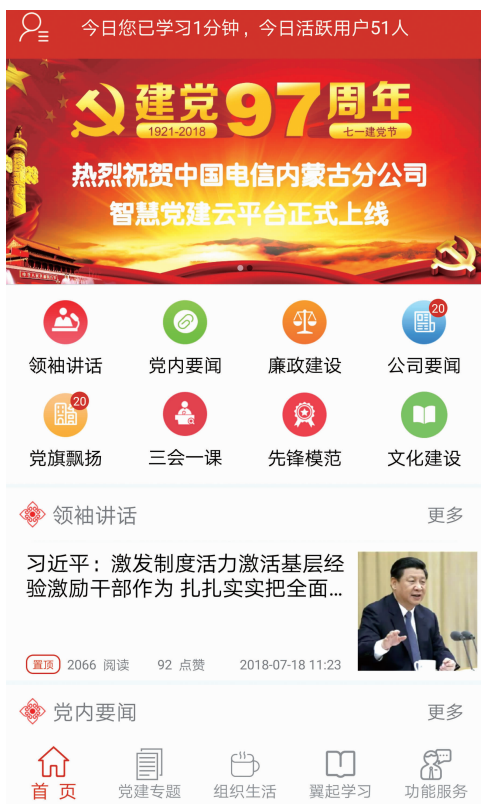 今日您已学习1分钟，今日活跃用户51人
建党97周年
1921-2018
七一建党节
热烈祝贺中国电信内蒙古分公司
智慧党建云平台正式上线
领袖讲话
党内要闻
廉政建设
20
公司要闻
20
党旗飘扬
三会一课
先锋模范
文化建设
领袖讲话 更多
习近平：激发制度活力激活基层经
验激励干部作为 扎扎实实把全面...
置顶 2066 阅读 92 点赞 2018-07-18 11:23
党内要闻 更多
首页 党建专题 组织生活 翼起学习 功能服务